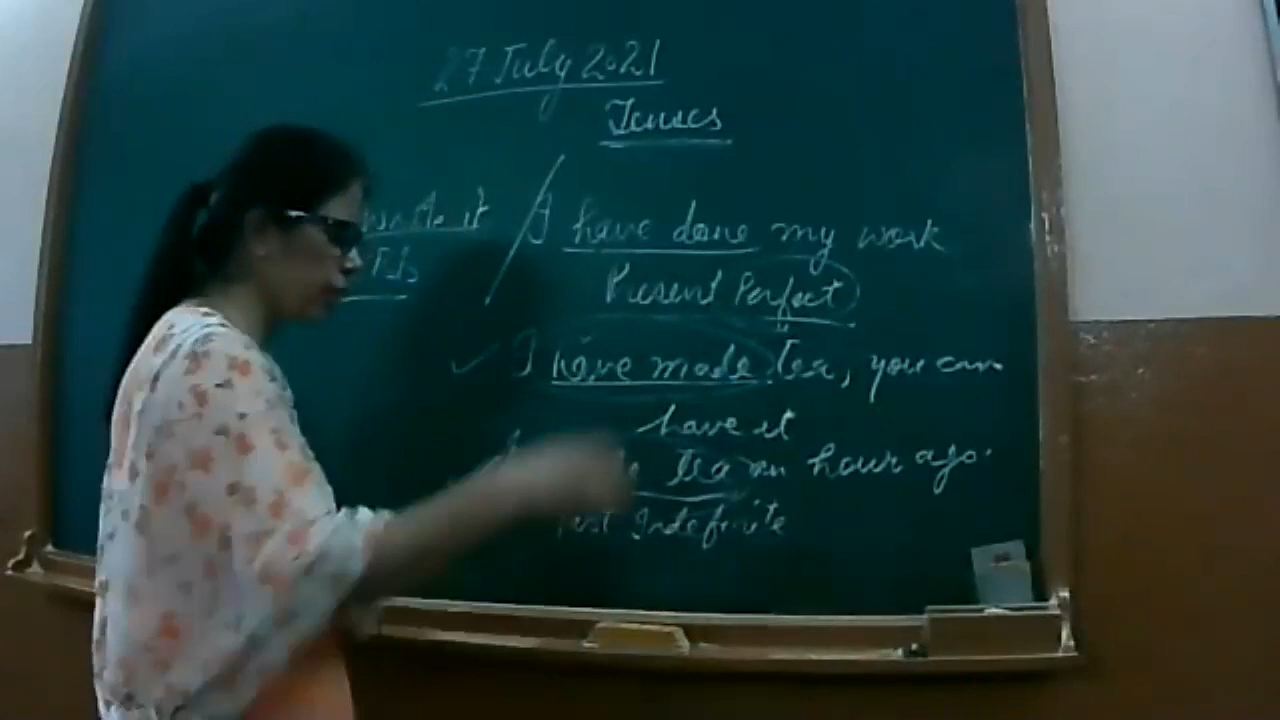 27 July 2021
Tenses
it
I have done my work
Present Perfect
✓ I have made tea, you can
have it
tea an hour ago.
Past Indefinite